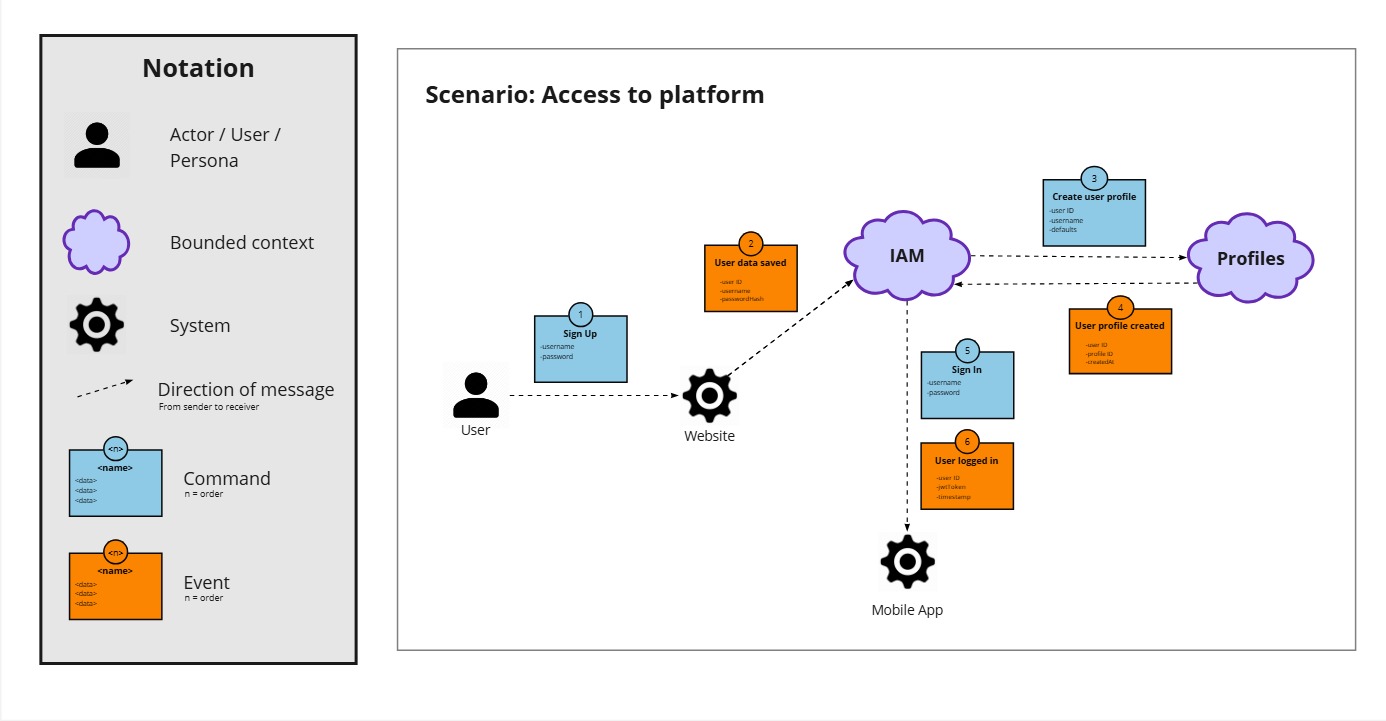 Notation
Actor / User /
Persona
Bounded context
System
Direction of message
From sender to receiver
<n>
<name>
<data>
<data>
<data>
Command
n = order
<n>
<name>
<data>
<data>
<data>
Event
n = order
Scenario: Access to platform
User
1
Sign Up
-username
-password
Website
2
User data saved
-user ID
-username
-passwordHash
IAM
3
Create user profile
-user ID
-username
-defaults
Profiles
4
User profile created
-user ID
-profile ID
-createdAt
5
Sign In
-username
-password
6
User logged in
-user ID
-jwtToken
-timestamp
Mobile App